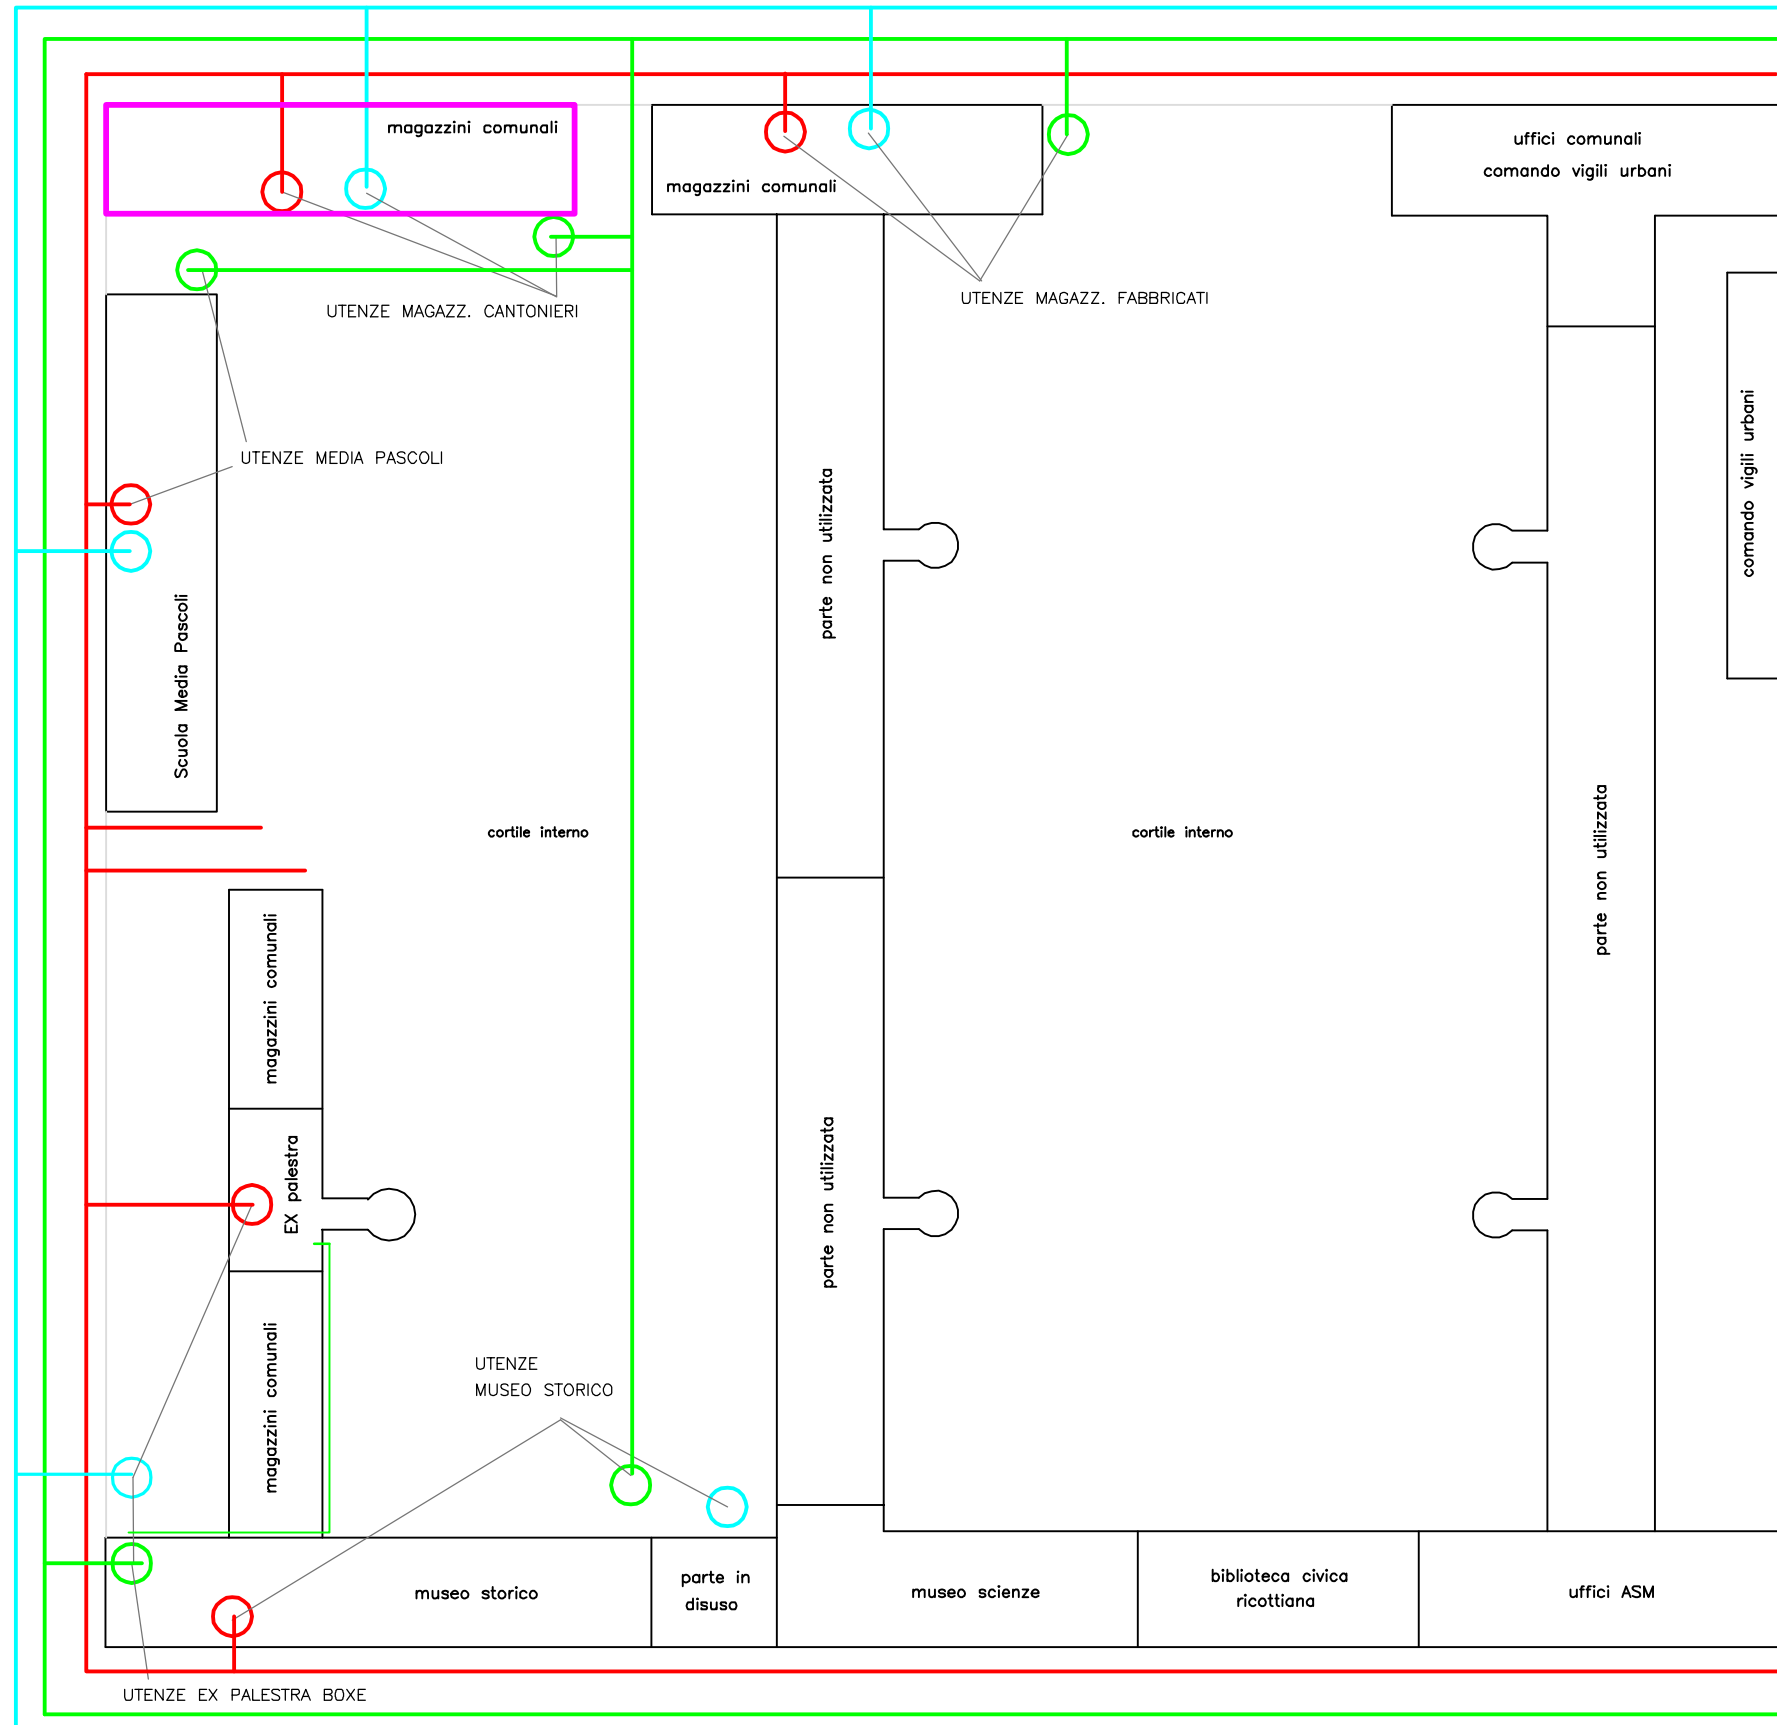 magazzini comunali
magazzini comunali
uffici comunali
comando vigili urbani
UTENZE MAGAZZ. CANTONIERI
UTENZE MAGAZZ. FABBRICATI
comando vigili urbani
UTENZE MEDIA PASCOLI
parte non utilizzata
Scuola Media Pascoli
cortile interno
cortile interno
parte non utilizzata
magazzini comunali
EX palestra
parte non utilizzata
magazzini comunali
UTENZE
MUSEO STORICO
museo storico
parte in
disuso
museo scienze
biblioteca civica
ricottiana
uffici ASM
UTENZE EX PALESTRA BOXE